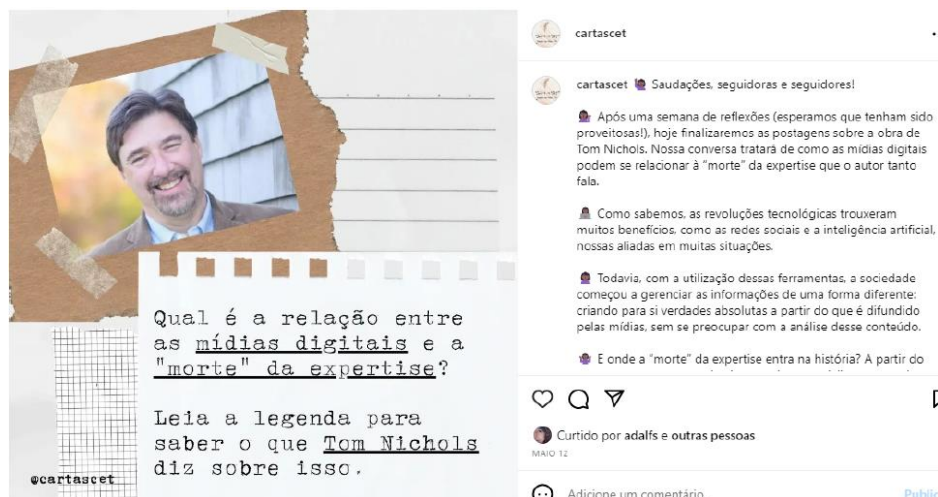 Qual é a relação entre
as mídias digitais e a
"morte" da expertise?
Leia a legenda para
saber o que Tom Nichols
diz sobre isso.
@cartascet
cartascet
cartascet Saudações, seguidoras e seguidores!
Após uma semana de reflexões (esperamos que tenham sido
proveitosas!), hoje finalizaremos as postagens sobre a obra de
Tom Nichols. Nossa conversa tratará de como as mídias digitais
podem se relacionar à "morte" da expertise que o autor tanto
fala.
Como sabemos, as revoluções tecnológicas trouxeram
muitos benefícios, como as redes sociais e a inteligência artificial,
nossas aliadas em muitas situações.
Todavia, com a utilização dessas ferramentas, a sociedade
começou a gerenciar as informações de uma forma diferente:
criando para si verdades absolutas a partir do que é difundido
pelas mídias, sem se preocupar com a análise desse conteúdo.
E onde a "morte" da expertise entra na história? A partir do
Curtido por adalfs e outras pessoas
MAIO 12
Adicione um comentário
Public